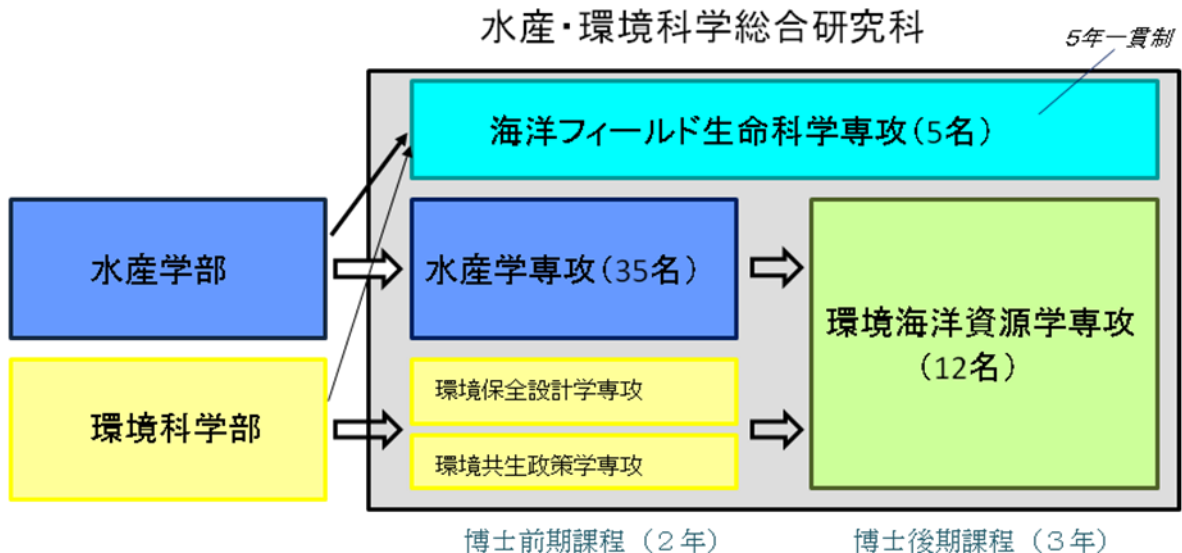 水産・環境科学総合研究科
5年一貫制
海洋フィールド生命科学専攻(5名)
水産学部
水産学専攻(35名)
環境海洋資源学専攻
(12名)
環境科学部
環境保全設計学専攻
環境共生政策学専攻
博士前期課程（２年）
博士後期課程（３年）